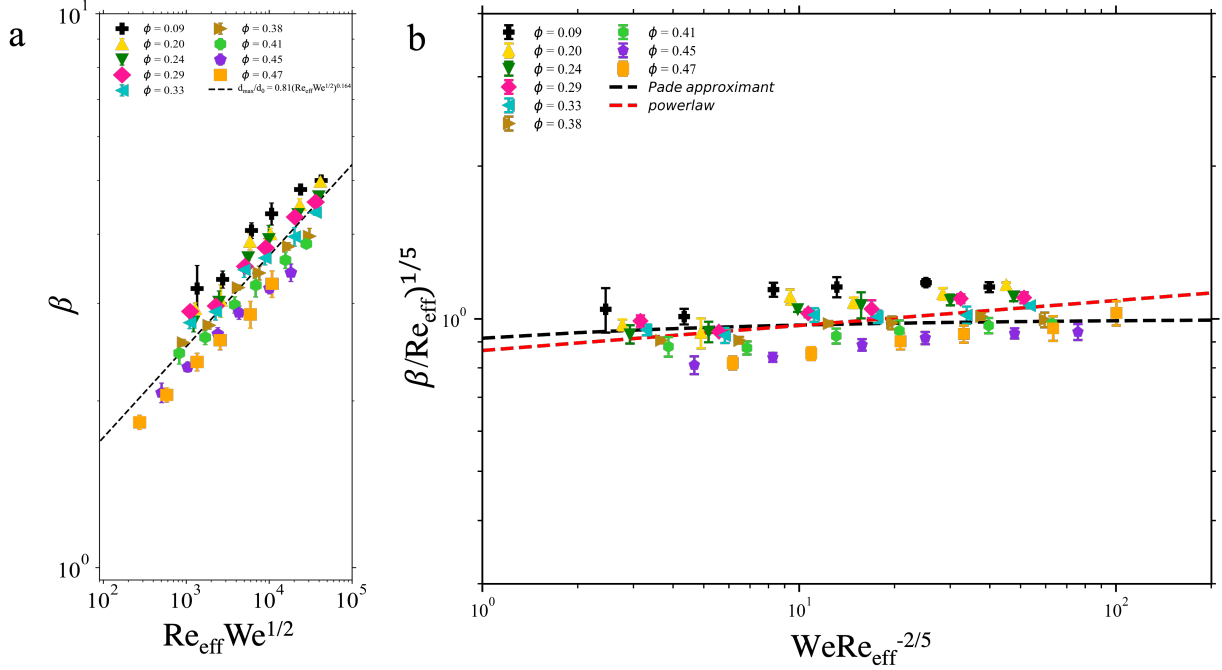 a
10¹
ϕ = 0.09
ϕ = 0.20
ϕ = 0.24
ϕ = 0.29
ϕ = 0.33
ϕ = 0.38
ϕ = 0.41
ϕ = 0.45
ϕ = 0.47
d_max/d_0 = 0.81(Re_eff We^1/2)^0.164
β
10⁰
10² 10³ 10⁴ 10⁵
Re_eff We^1/2
b
ϕ = 0.09
ϕ = 0.20
ϕ = 0.24
ϕ = 0.29
ϕ = 0.33
ϕ = 0.38
ϕ = 0.41
ϕ = 0.45
ϕ = 0.47
Pade approximant
powerlaw
β/Re_eff)^1/5
10⁰
10⁰ 10¹ 10²
WeRe_eff^-2/5